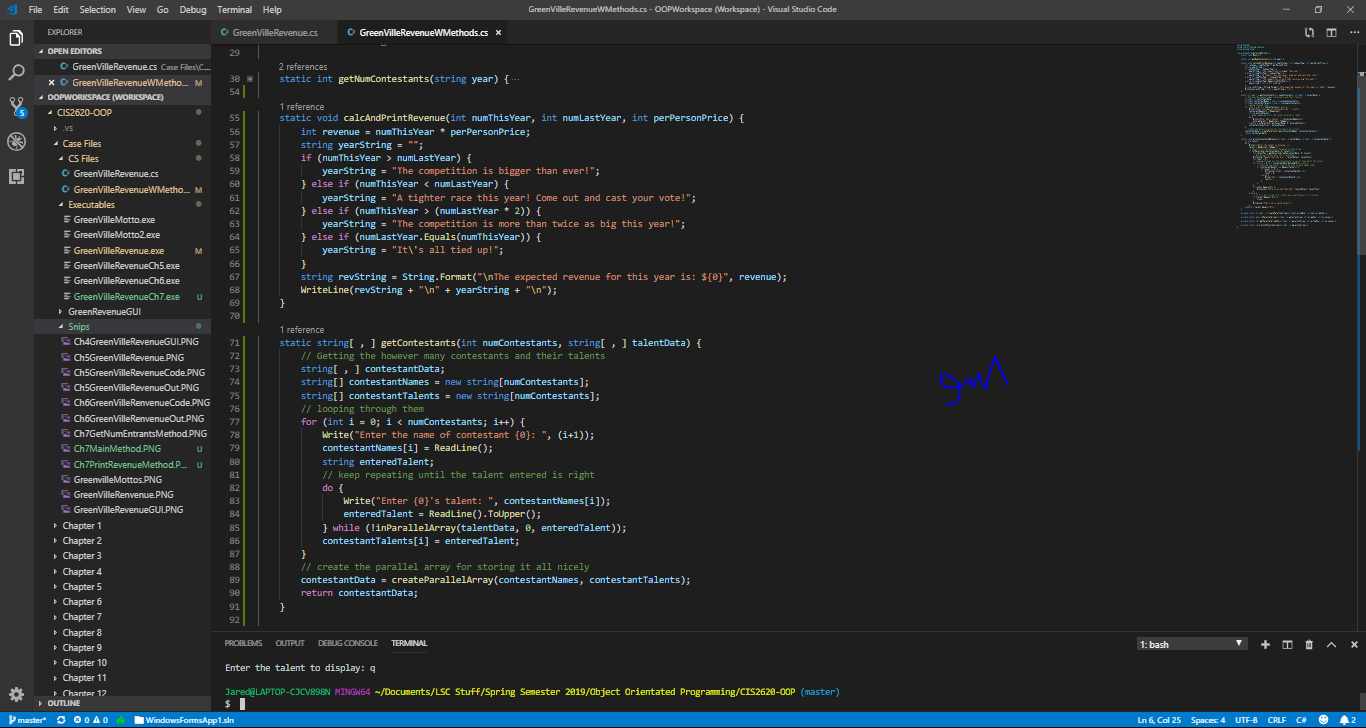 File Edit Selection View Go Debug Terminal Help
GreenVilleRevenueWMethods.cs - OOPWorkspace (Workspace) - Visual Studio Code
EXPLORER
OPEN EDITORS
GreenVilleRevenue.cs Case Files\C...
GreenVilleRevenueWMetho... M
OOPWORKSPACE (WORKSPACE)
CIS2620-OOP
.vs
Case Files
CS Files
GreenVilleRevenue.cs
GreenVilleRevenueWMetho... M
Executables
GreenVilleMotto.exe
GreenVilleMotto2.exe
GreenVilleRevenue.exe M
GreenVilleRevenueCh5.exe
GreenVilleRevenueCh6.exe
GreenVilleRevenueCh7.exe U
GreenRevenueGUI
Snips
Ch4GreenVilleRevenueGUI.PNG
Ch5GreenVilleRevenue.PNG
Ch5GreenVilleRevenueCode.PNG
Ch5GreenVilleRevenueOut.PNG
Ch6GreenVilleRenvenueCode.PNG
Ch6GreenVilleRenvenueOut.PNG
Ch7GetNumEntrantsMethod.PNG
Ch7MainMethod.PNG U
Ch7PrintRevenueMethod.P... U
GreenvilleMottos.PNG
GreenVilleRenvenue.PNG
GreenVilleRevenueGUI.PNG
Chapter 1
Chapter 2
Chapter 3
Chapter 4
Chapter 5
Chapter 6
Chapter 7
Chapter 8
Chapter 9
Chapter 10
Chapter 11
Chapter 12
OUTLINE
GreenVilleRevenue.cs GreenVilleRevenueWMethods.cs
29
2 references
30 static int getNumContestants(string year) { ...
54
1 reference
55 static void calcAndPrintRevenue(int numThisYear, int numLastYear, int perPersonPrice) {
56 int revenue = numThisYear * perPersonPrice;
57 string yearString = "";
58 if (numThisYear > numLastYear) {
59 yearString = "The competition is bigger than ever!";
60 } else if (numThisYear < numLastYear) {
61 yearString = "A tighter race this year! Come out and cast your vote!";
62 } else if (numThisYear > (numLastYear * 2)) {
63 yearString = "The competition is more than twice as big this year!";
64 } else if (numLastYear.Equals(numThisYear)) {
65 yearString = "It\'s all tied up!";
66 }
67 string revString = String.Format("\nThe expected revenue for this year is: ${0}", revenue);
68 WriteLine(revString + "\n" + yearString + "\n");
69 }
70
1 reference
71 static string[ , ] getContestants(int numContestants, string[ , ] talentData) {
72 // Getting the however many contestants and their talents
73 string[ , ] contestantData;
74 string[] contestantNames = new string[numContestants];
75 string[] contestantTalents = new string[numContestants];
76 // looping through them
77 for (int i = 0; i < numContestants; i++) {
78 Write("Enter the name of contestant {0}: ", (i+1));
79 contestantNames[i] = ReadLine();
80 string enteredTalent;
81 // keep repeating until the talent entered is right
82 do {
83 Write("Enter {0}'s talent: ", contestantNames[i]);
84 enteredTalent = ReadLine().ToUpper();
85 } while (!inParallelArray(talentData, 0, enteredTalent));
86 contestantTalents[i] = enteredTalent;
87 }
88 // create the parallel array for storing it all nicely
89 contestantData = createParallelArray(contestantNames, contestantTalents);
90 return contestantData;
91 }
92
PROBLEMS OUTPUT DEBUG CONSOLE TERMINAL 1: bash
Enter the talent to display: q
Jared@LAPTOP-CJCV898N MINGW64 ~/Documents/LSC Stuff/Spring Semester 2019/Object Orientated Programming/CIS2620-OOP (master)
$
master* 0 0 WindowsFormsApp1.sln Ln 6, Col 25 Spaces: 4 UTF-8 CRLF C# 2